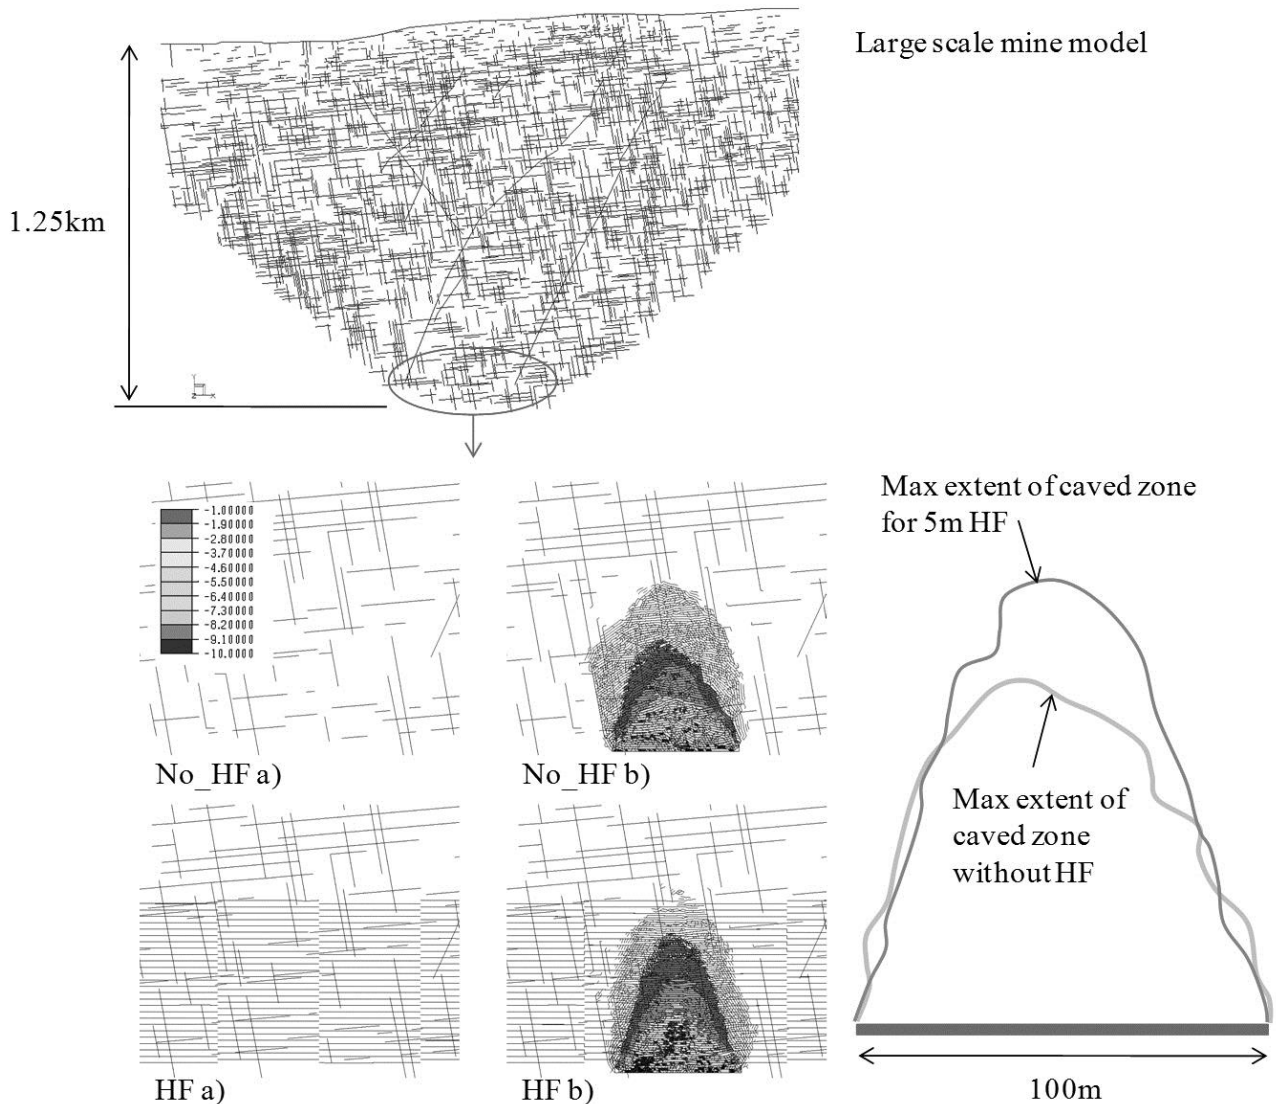 Large scale mine model
1.25km
Y
Z X
Max extent of caved zone
for 5m HF
-1.00000
-1.90000
-2.80000
-3.70000
-4.60000
-5.50000
-6.40000
-7.30000
-8.20000
-9.10000
-10.0000
No_HF a)
No_HF b)
Max extent of
caved zone
without HF
HF a)
HF b)
100m